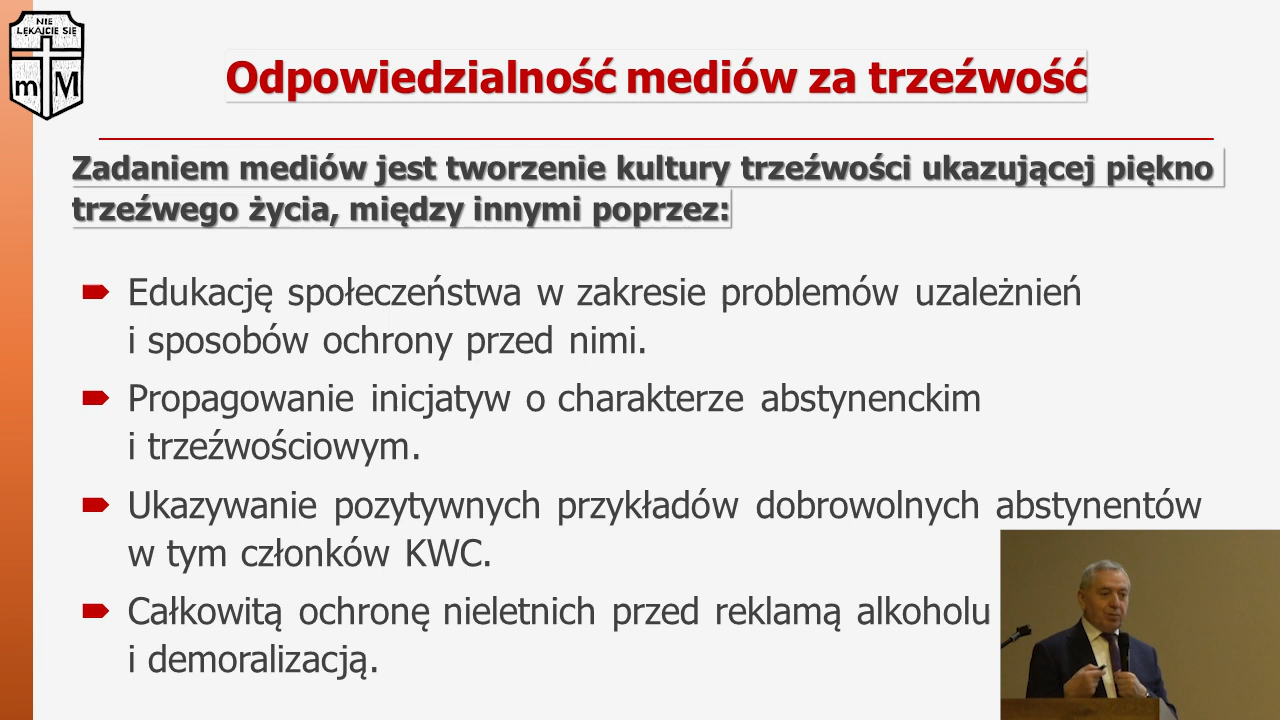 NIE
LĘKAJCIE SIĘ
m M
Odpowiedzialność mediów za trzeźwość
Zadaniem mediów jest tworzenie kultury trzeźwości ukazującej piękno
trzeźwego życia, między innymi poprzez:
Edukację społeczeństwa w zakresie problemów uzależnień
i sposobów ochrony przed nimi.
Propagowanie inicjatyw o charakterze abstynenckim
i trzeźwościowym.
Ukazywanie pozytywnych przykładów dobrowolnych abstynentów
w tym członków KWC.
Całkowitą ochronę nieletnich przed reklamą alkoholu
i demoralizacją.